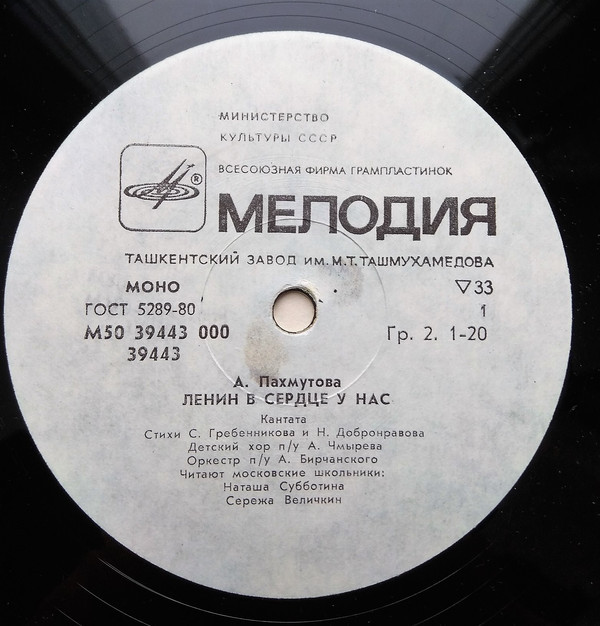 МИНИСТЕРСТВО
КУЛЬТУРЫ СССР
ВСЕСОЮЗНАЯ ФИРМА ГРАМПЛАСТИНОК
®
МЕЛОДИЯ
ТАШКЕНТСКИЙ ЗАВОД ИМ. М.Т.ТАШМУХАМЕДОВА
МОНО ▽33
ГОСТ 5289-80 1
М50 39443 000 Гр. 2. 1-20
39443
А. Пахмутова
ЛЕНИН В СЕРДЦЕ У НАС
Кантата
Стихи С. Гребенникова и Н. Добронравова
Детский хор п/у А. Чмырева
Оркестр п/у А. Бирчанского
Читают московские школьники:
Наташа Субботина
Сережа Величкин